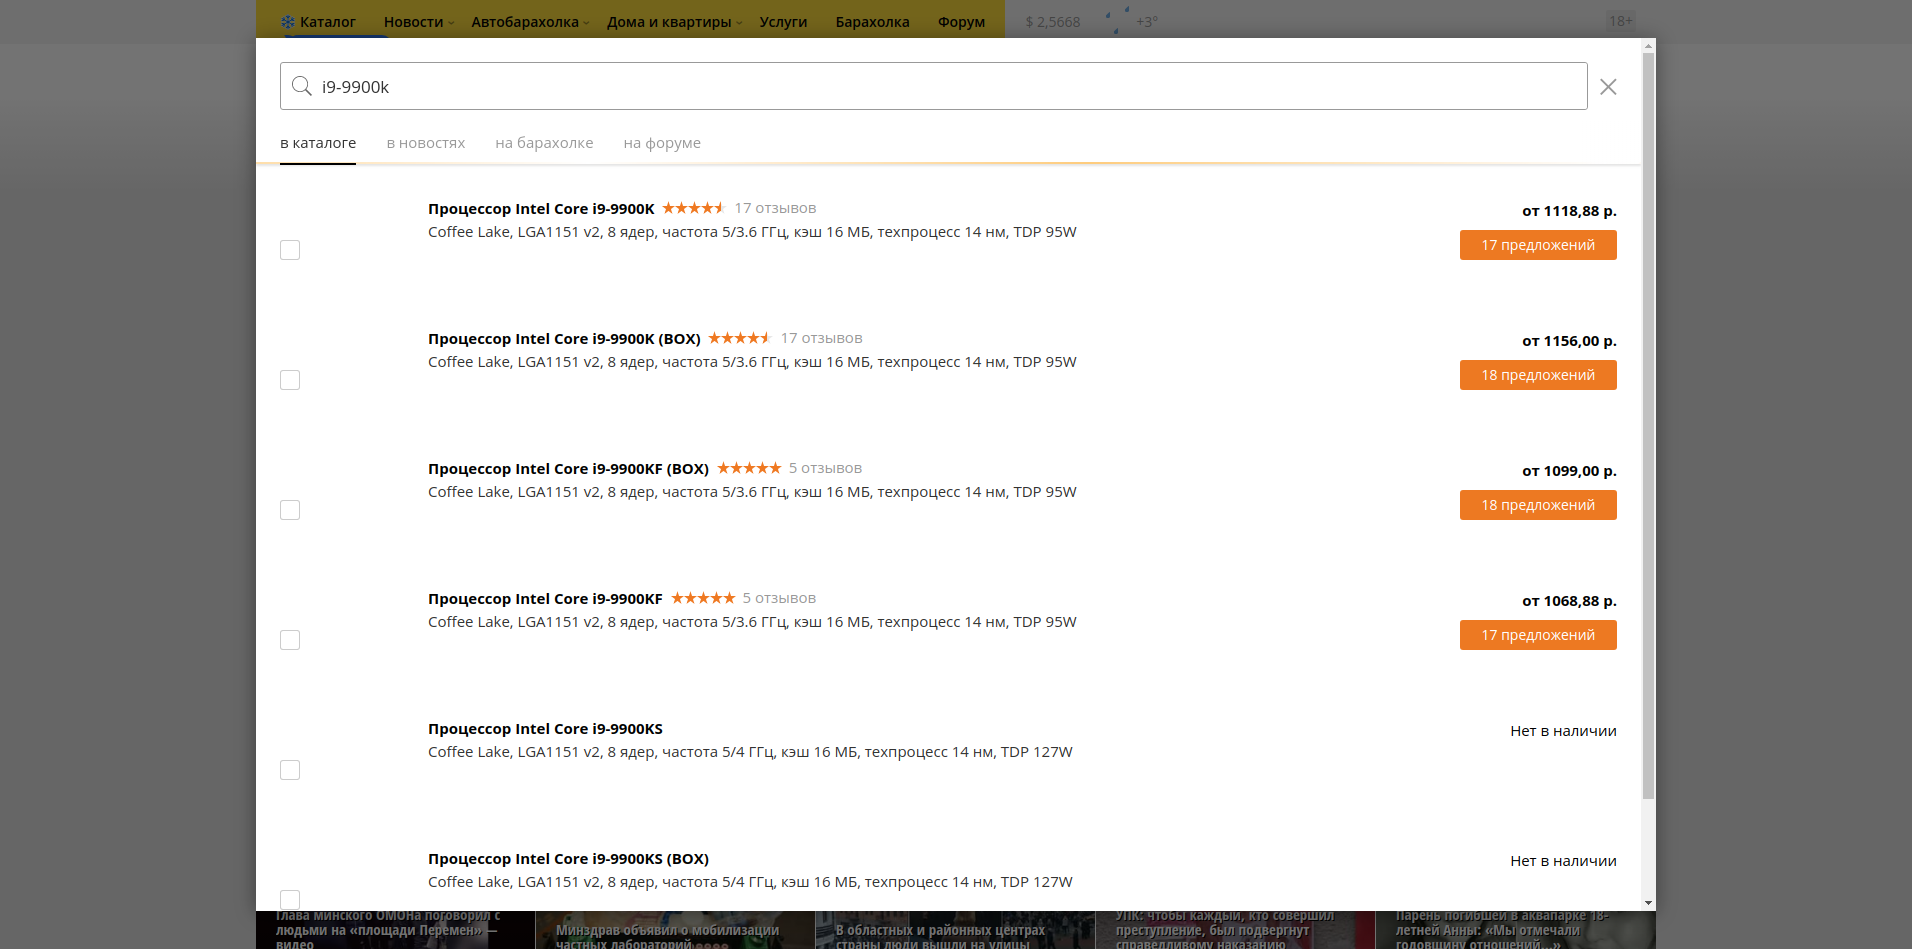 Каталог Новости Автобарахолка Дома и квартиры Услуги Барахолка Форум $ 2,5668 +3° 18+
i9-9900k
в каталоге в новостях на барахолке на форуме
Процессор Intel Core i9-9900K 17 отзывов
от 1118,88 р.
Coffee Lake, LGA1151 v2, 8 ядер, частота 5/3.6 ГГц, кэш 16 МБ, техпроцесс 14 нм, TDP 95W
17 предложений
Процессор Intel Core i9-9900K (BOX) 17 отзывов
от 1156,00 р.
Coffee Lake, LGA1151 v2, 8 ядер, частота 5/3.6 ГГц, кэш 16 МБ, техпроцесс 14 нм, TDP 95W
18 предложений
Процессор Intel Core i9-9900KF (BOX) 5 отзывов
от 1099,00 р.
Coffee Lake, LGA1151 v2, 8 ядер, частота 5/3.6 ГГц, кэш 16 МБ, техпроцесс 14 нм, TDP 95W
18 предложений
Процессор Intel Core i9-9900KF 5 отзывов
от 1068,88 р.
Coffee Lake, LGA1151 v2, 8 ядер, частота 5/3.6 ГГц, кэш 16 МБ, техпроцесс 14 нм, TDP 95W
17 предложений
Процессор Intel Core i9-9900KS
Нет в наличии
Coffee Lake, LGA1151 v2, 8 ядер, частота 5/4 ГГц, кэш 16 МБ, техпроцесс 14 нм, TDP 127W
Процессор Intel Core i9-9900KS (BOX)
Нет в наличии
Coffee Lake, LGA1151 v2, 8 ядер, частота 5/4 ГГц, кэш 16 МБ, техпроцесс 14 нм, TDP 127W
Глава минского ОМОНа поговорил с
людьми на «площади Перемен» —
видео
Минздрав объявил о мобилизации
частных лабораторий
В областных и районных центрах
страны люди вышли на улицы
УПК: чтобы каждый, кто совершил
преступление, был подвергнут
справедливому наказанию
Парень погибшей в аквапарке 18-
летней Анны: «Мы отмечали
годовщину отношений...»